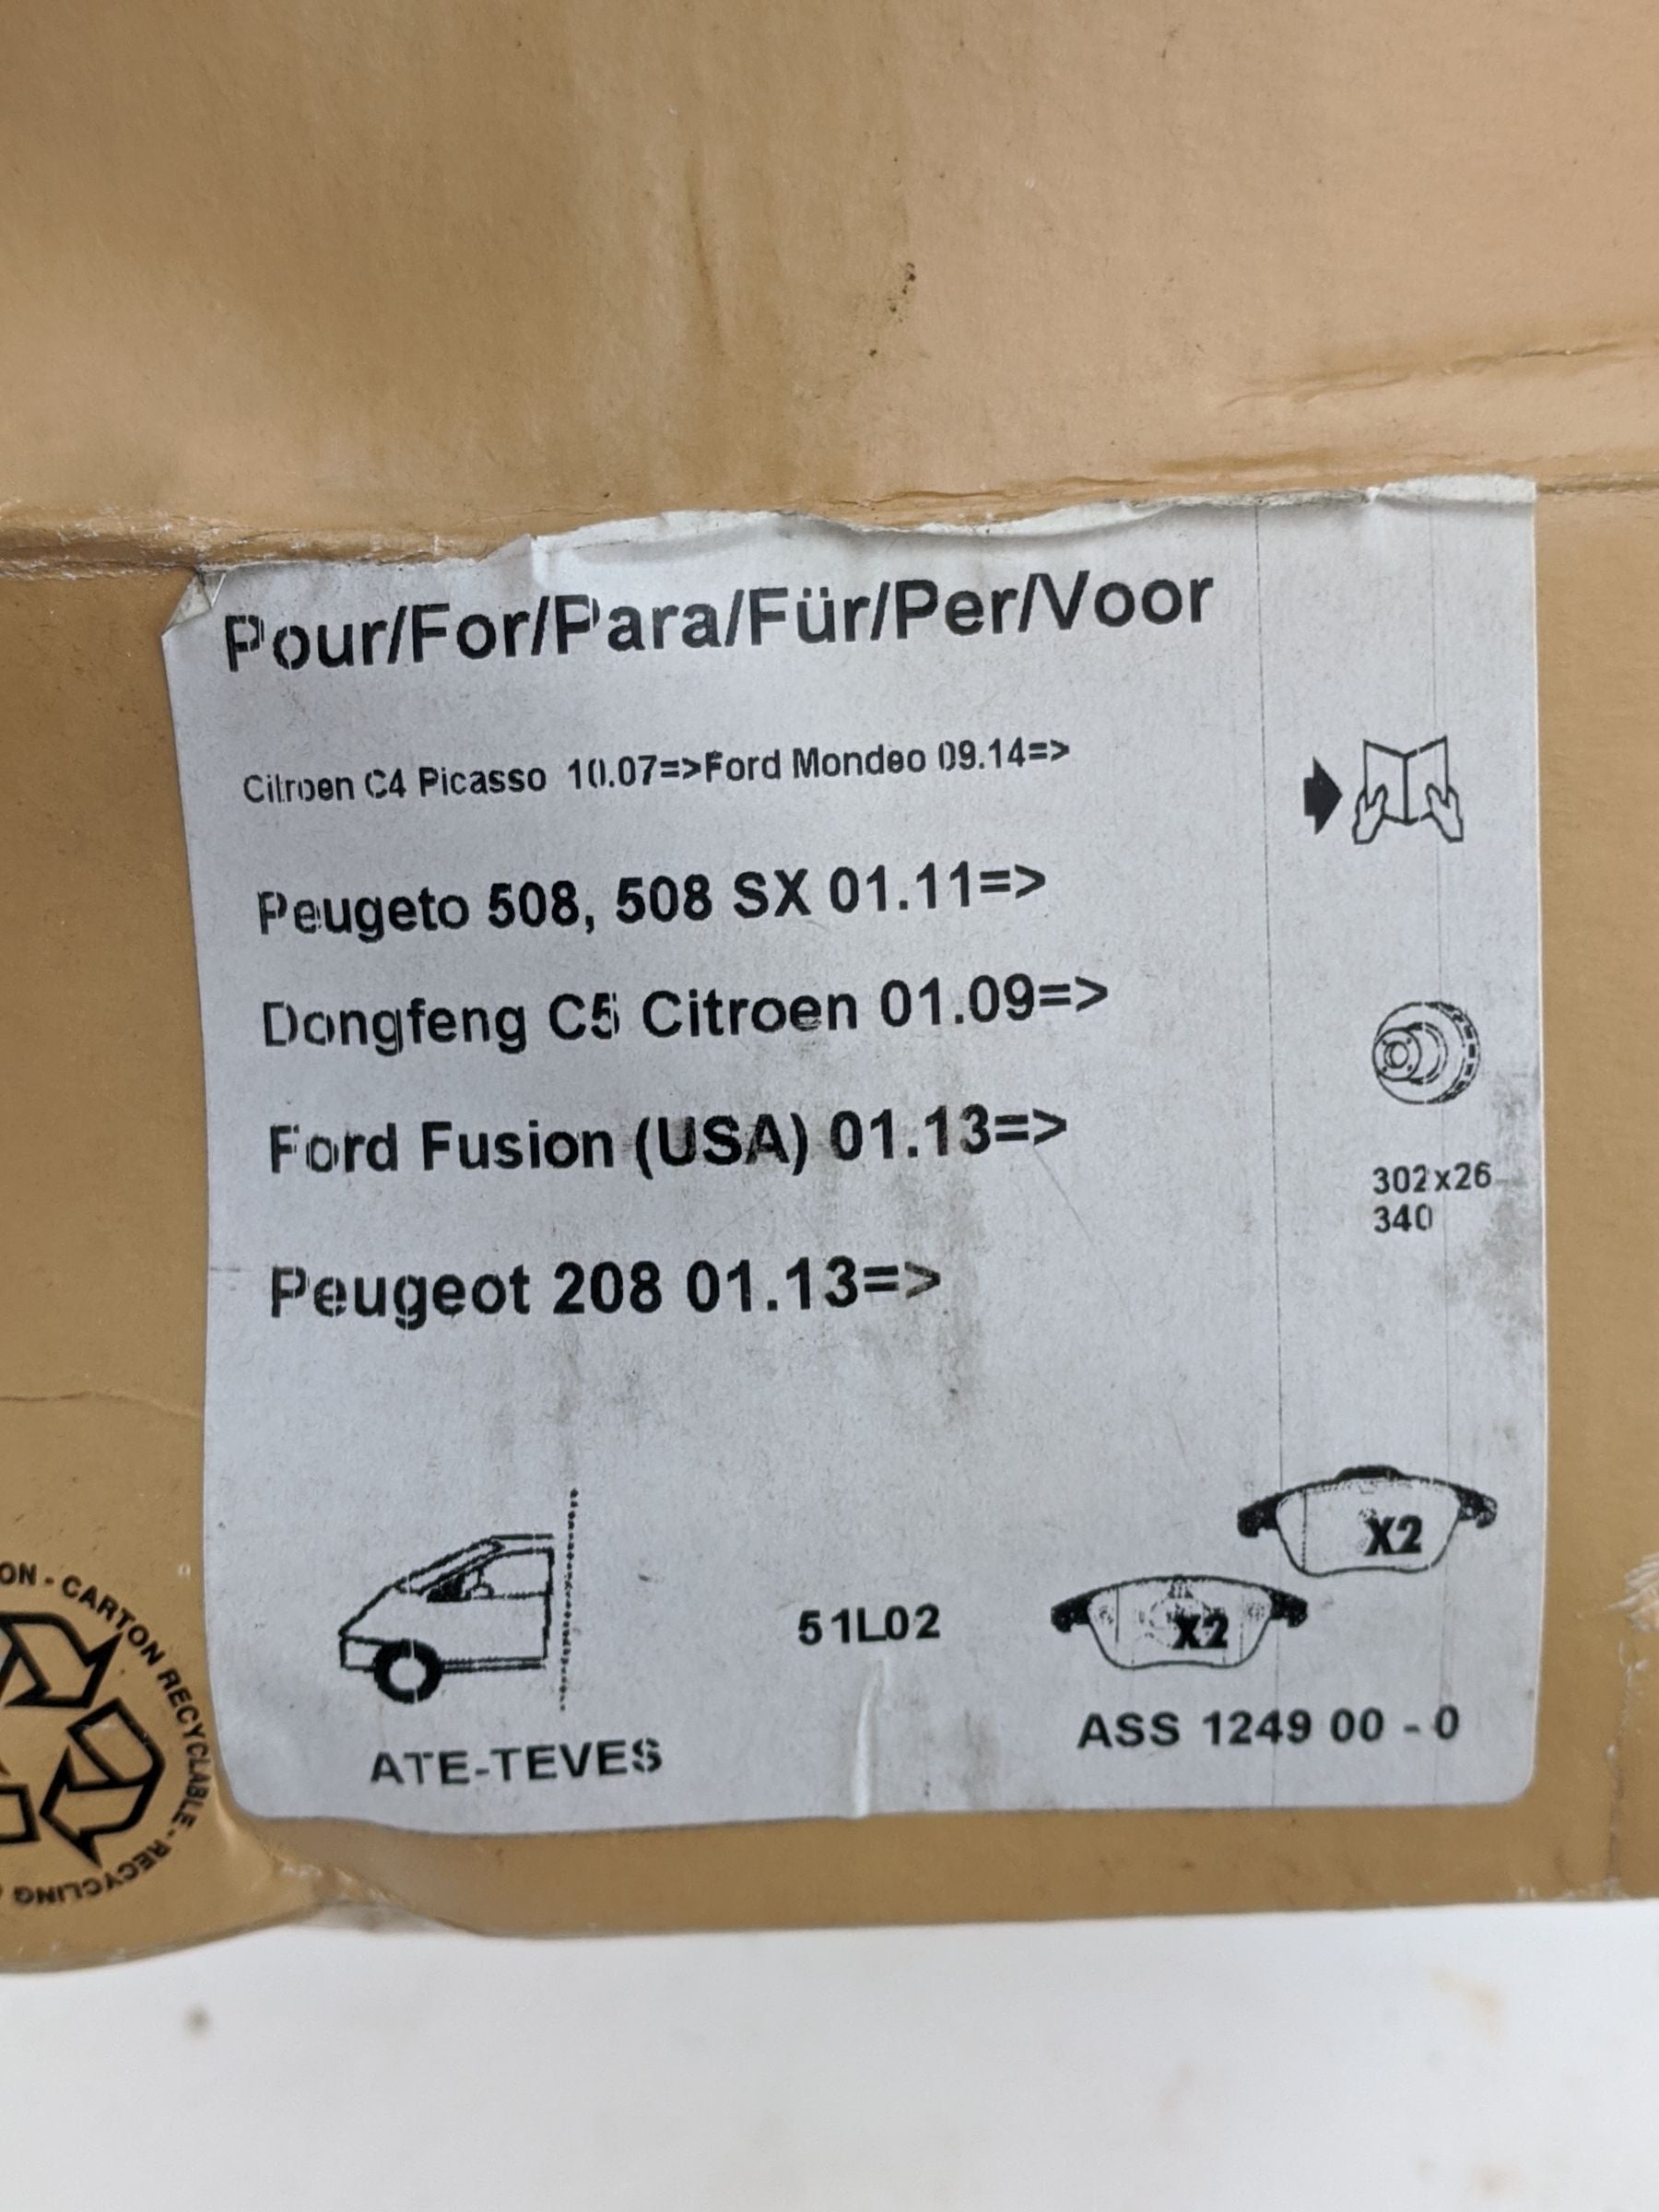 Pour/For/Para/Für/Per/Voor
Citroen C4 Picasso 10.07=>Ford Mondeo 09.14=>
Peugeto 508, 508 SX 01.11=>
Dongfeng C5 Citroen 01.09=>
Ford Fusion (USA) 01.13=>
302x26
340
Peugeot 208 01.13=>
X2
X2
51L02
ASS 1249 00 - 0
ATE-TEVES
ON - CARTON RECYCLABLE - RECYCLING